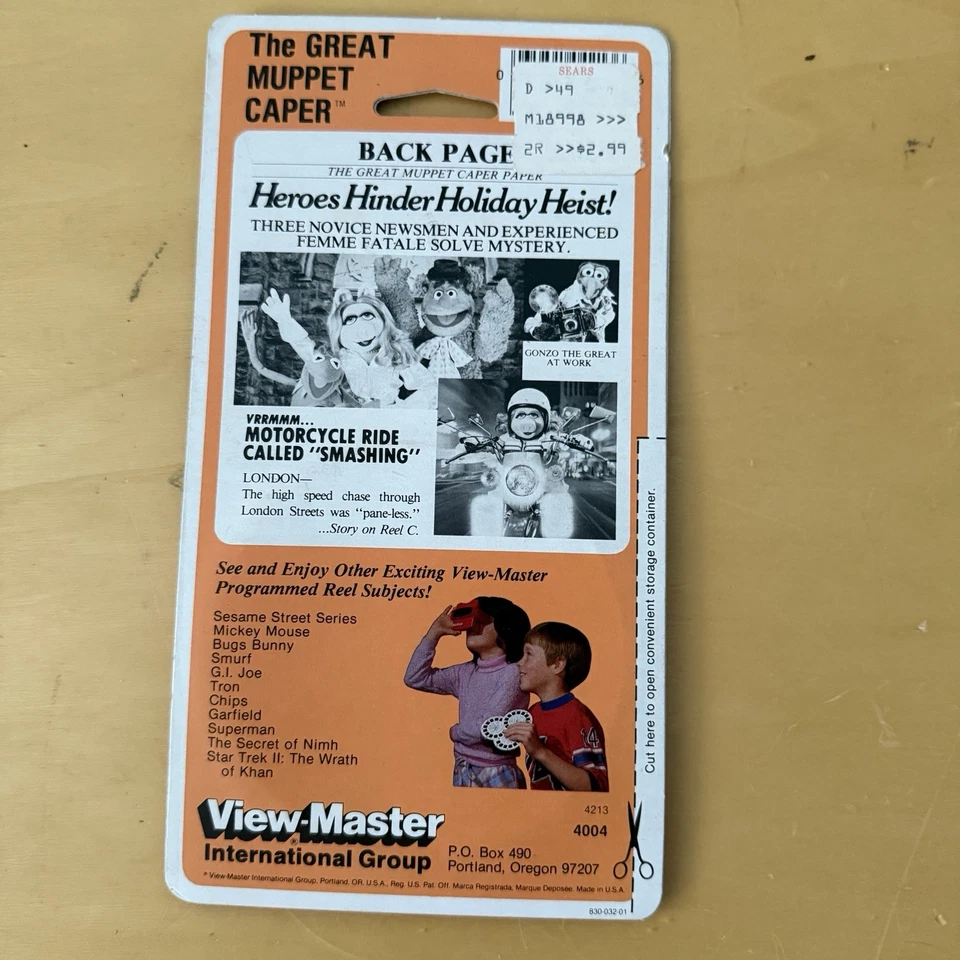 The GREAT
MUPPET
CAPER™
0
SEARS
D >49
M18998 >>>
2R >>$2.99
BACK PAGE
THE GREAT MUPPET CAPER PAPER
Heroes Hinder Holiday Heist!
THREE NOVICE NEWSMEN AND EXPERIENCED
FEMME FATALE SOLVE MYSTERY.
GONZO THE GREAT
AT WORK
VRRMMM...
MOTORCYCLE RIDE
CALLED "SMASHING"
LONDON—
The high speed chase through
London Streets was "pane-less."
...Story on Reel C.
See and Enjoy Other Exciting View-Master
Programmed Reel Subjects!
Sesame Street Series
Mickey Mouse
Bugs Bunny
Smurf
G.I. Joe
Tron
Chips
Garfield
Superman
The Secret of Nimh
Star Trek II: The Wrath
of Khan
14
Cut here to open convenient storage container.
4213
4004
View-Master
International Group
P.O. Box 490
Portland, Oregon 97207
® View-Master International Group, Portland, OR. U.S.A., Reg. U.S. Pat. Off. Marca Registrada, Marque Deposée. Made in U.S.A.
830-032-01